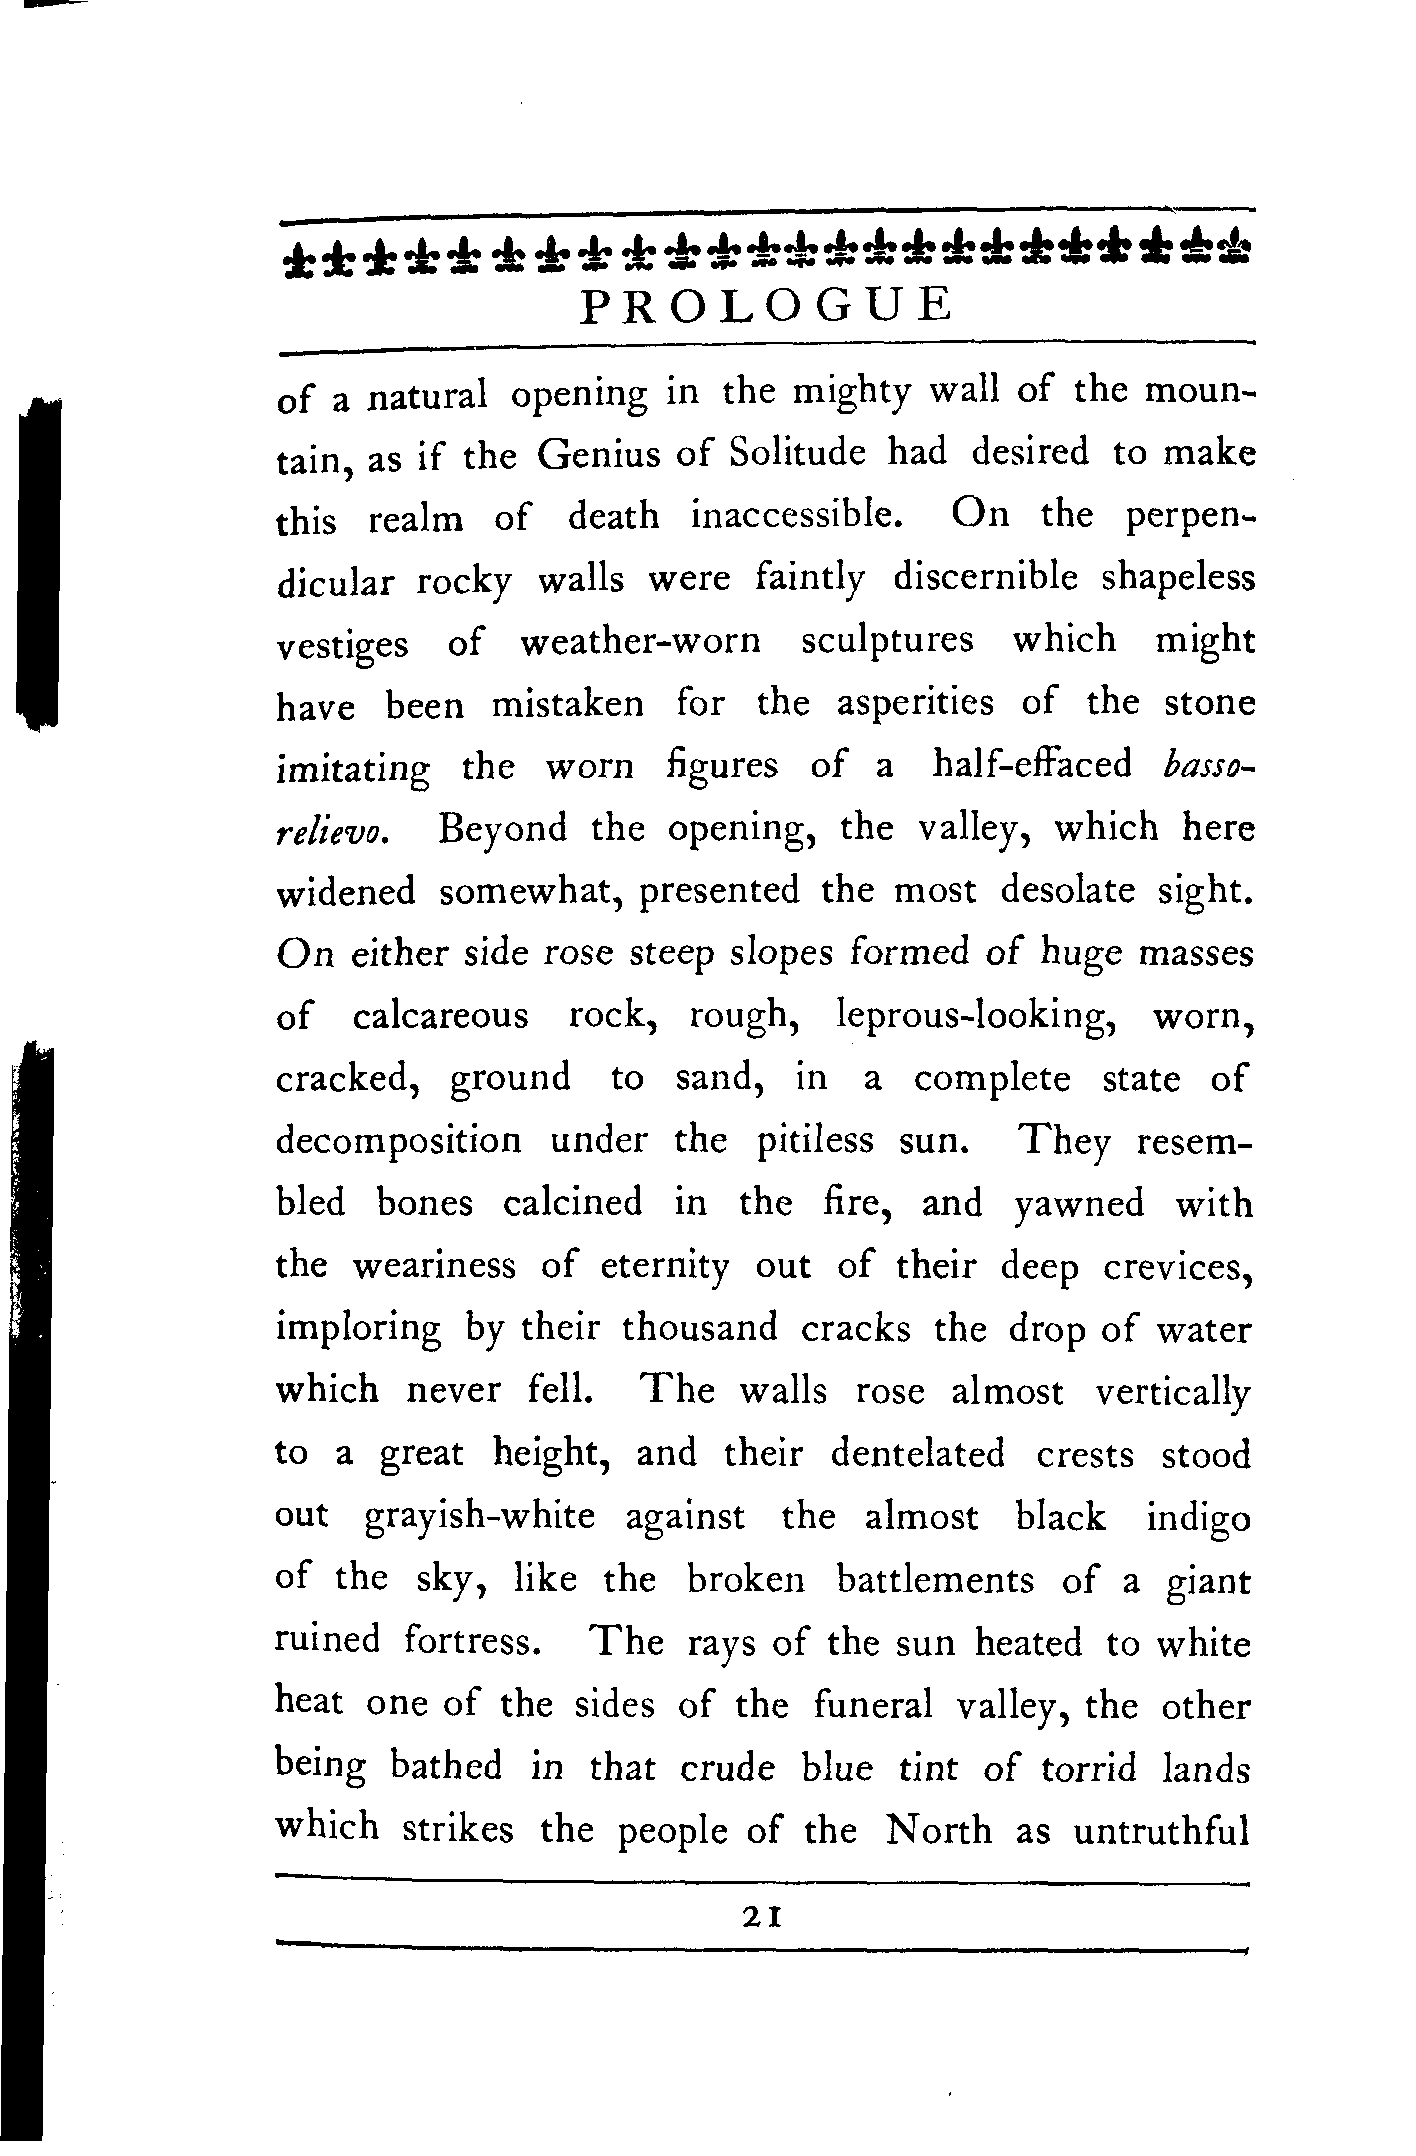 PROLOGUE
of a natural opening in the mighty wall of the moun-
tain, as if the Genius of Solitude had desired to make
this realm of death inaccessible. On the perpen-
dicular rocky walls were faintly discernible shapeless
vestiges of weather-worn sculptures which might
have been mistaken for the asperities of the stone
imitating the worn figures of a half-effaced basso-
relievo. Beyond the opening, the valley, which here
widened somewhat, presented the most desolate sight.
On either side rose steep slopes formed of huge masses
of calcareous rock, rough, leprous-looking, worn,
cracked, ground to sand, in a complete state of
decomposition under the pitiless sun. They resem-
bled bones calcined in the fire, and yawned with
the weariness of eternity out of their deep crevices,
imploring by their thousand cracks the drop of water
which never fell. The walls rose almost vertically
to a great height, and their dentelated crests stood
out grayish-white against the almost black indigo
of the sky, like the broken battlements of a giant
ruined fortress. The rays of the sun heated to white
heat one of the sides of the funeral valley, the other
being bathed in that crude blue tint of torrid lands
which strikes the people of the North as untruthful
21